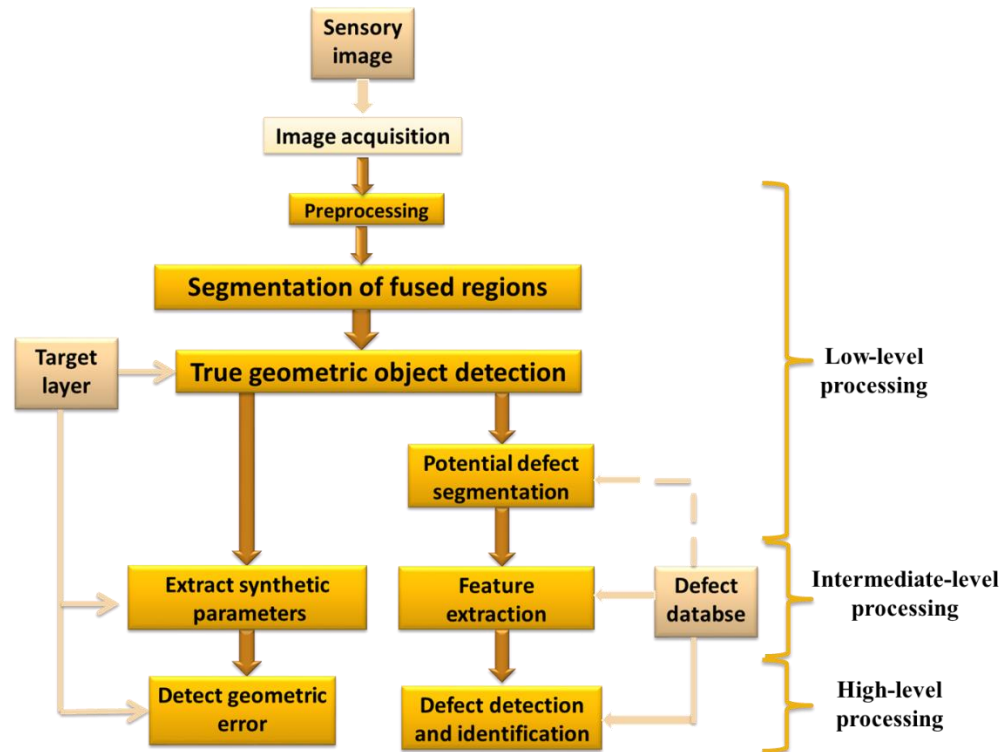 Sensory
image
Image acquisition
Preprocessing
Segmentation of fused regions
Target
layer
True geometric object detection
Low-level
processing
Potential defect
segmentation
Extract synthetic
parameters
Feature
extraction
Defect
databse
Intermediate-level
processing
Detect geometric
error
Defect detection
and identification
High-level
processing